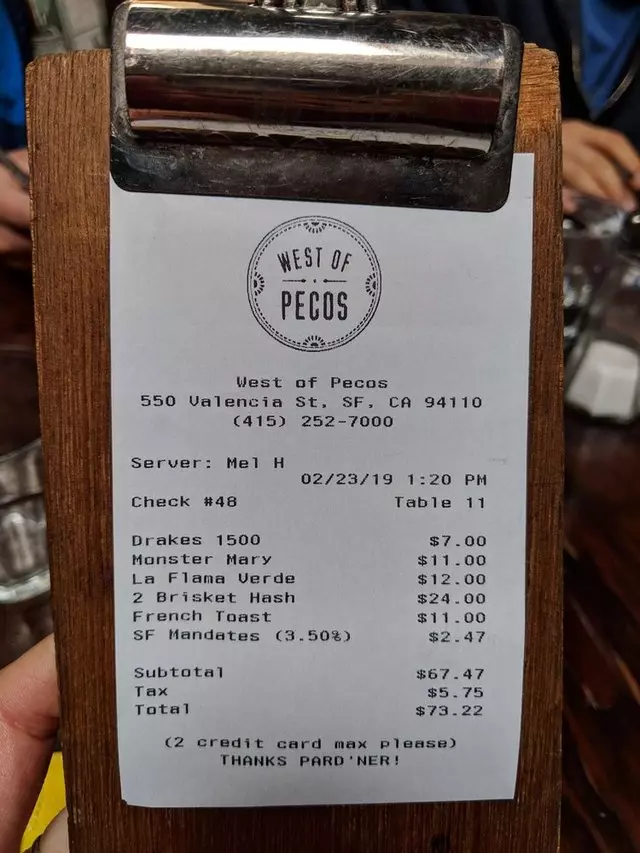 WEST OF
PECOS
West of Pecos
550 Valencia St, SF, CA 94110
(415) 252-7000
Server: Mel H
02/23/19 1:20 PM
Check #48 Table 11
Drakes 1500 $7.00
Monster Mary $11.00
La Flama Verde $12.00
2 Brisket Hash $24.00
French Toast $11.00
SF Mandates (3.50%) $2.47
Subtotal $67.47
Tax $5.75
Total $73.22
(2 credit card max please)
THANKS PARD'NER!